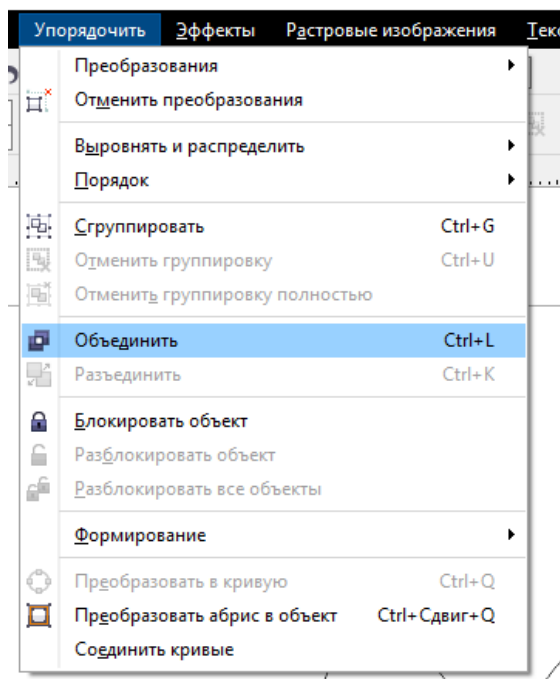 Упорядочить Эффекты Растровые изображения
Преобразования
Отменить преобразования
Выровнять и распределить
Порядок
Сгруппировать Ctrl+G
Отменить группировку Ctrl+U
Отменить группировку полностью
Объединить Ctrl+L
Разъединить Ctrl+K
Блокировать объект
Разблокировать объект
Разблокировать все объекты
Формирование
Преобразовать в кривую Ctrl+Q
Преобразовать абрис в объект Ctrl+Сдвиг+Q
Соединить кривые